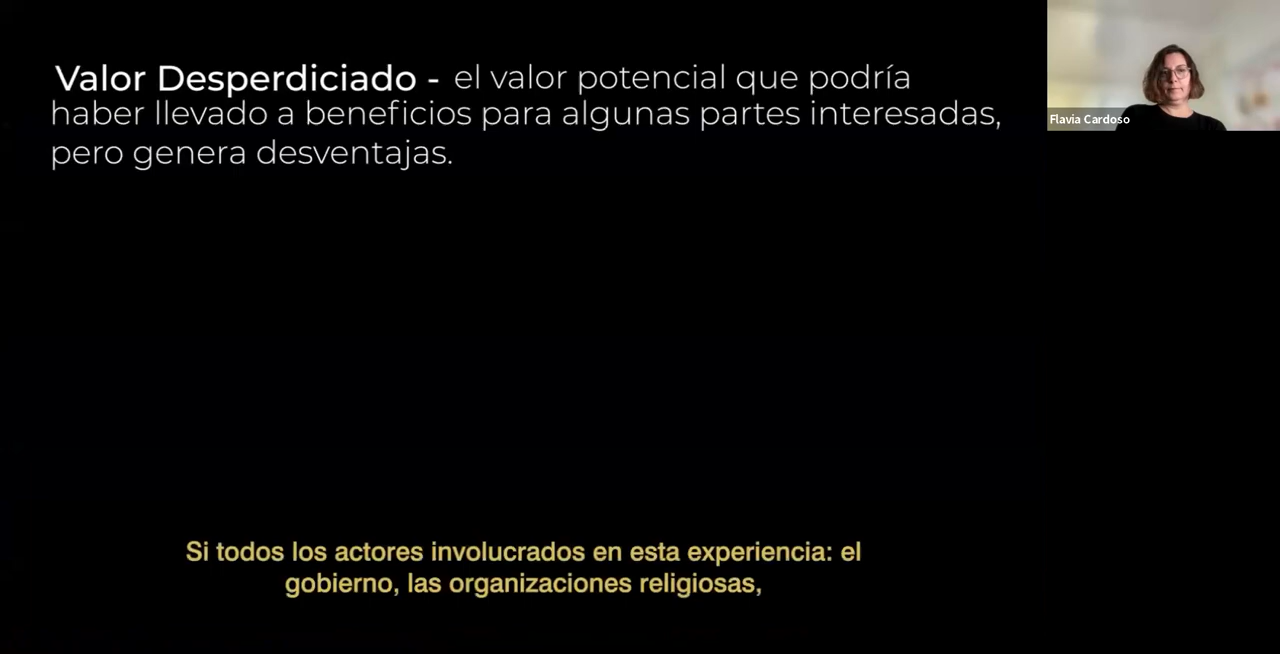 Valor Desperdiciado - el valor potencial que podría
haber llevado a beneficios para algunas partes interesadas,
pero genera desventajas.
Flavia Cardoso
Si todos los actores involucrados en esta experiencia: el
gobierno, las organizaciones religiosas,